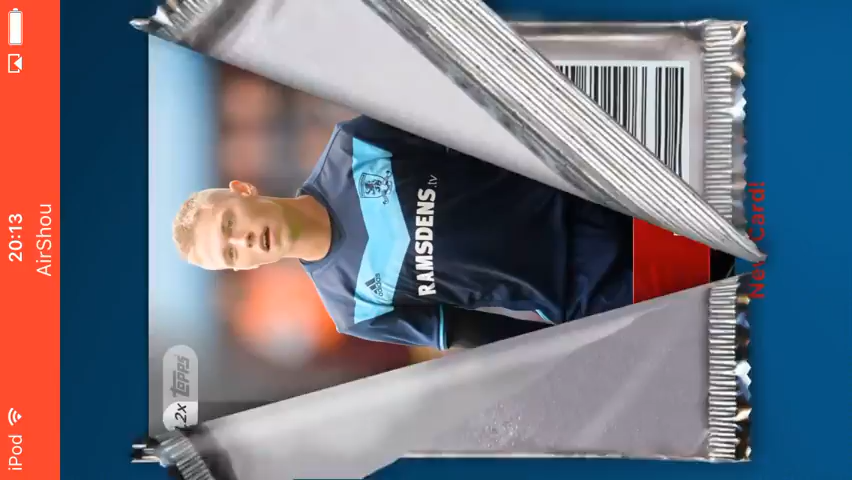 iPod
20:13
AirShou
RAMSDENS.tv
adidas
1.2x
TOPPS
New Card!